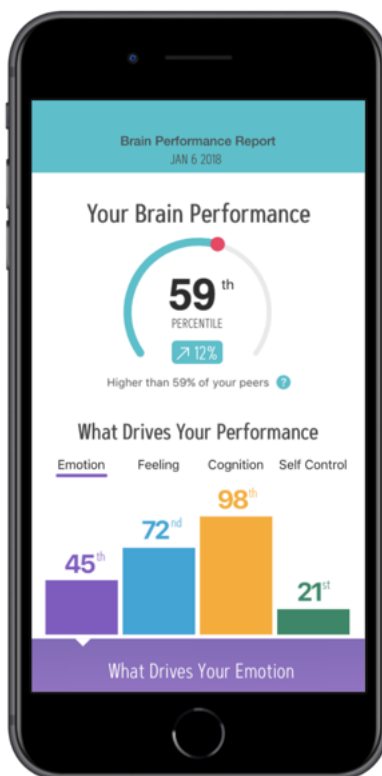 Brain Performance Report
JAN 6 2018
Your Brain Performance
59th
PERCENTILE
12%
Higher than 59% of your peers ?
What Drives Your Performance
Emotion Feeling Cognition Self Control
45th 72nd 98th 21st
What Drives Your Emotion